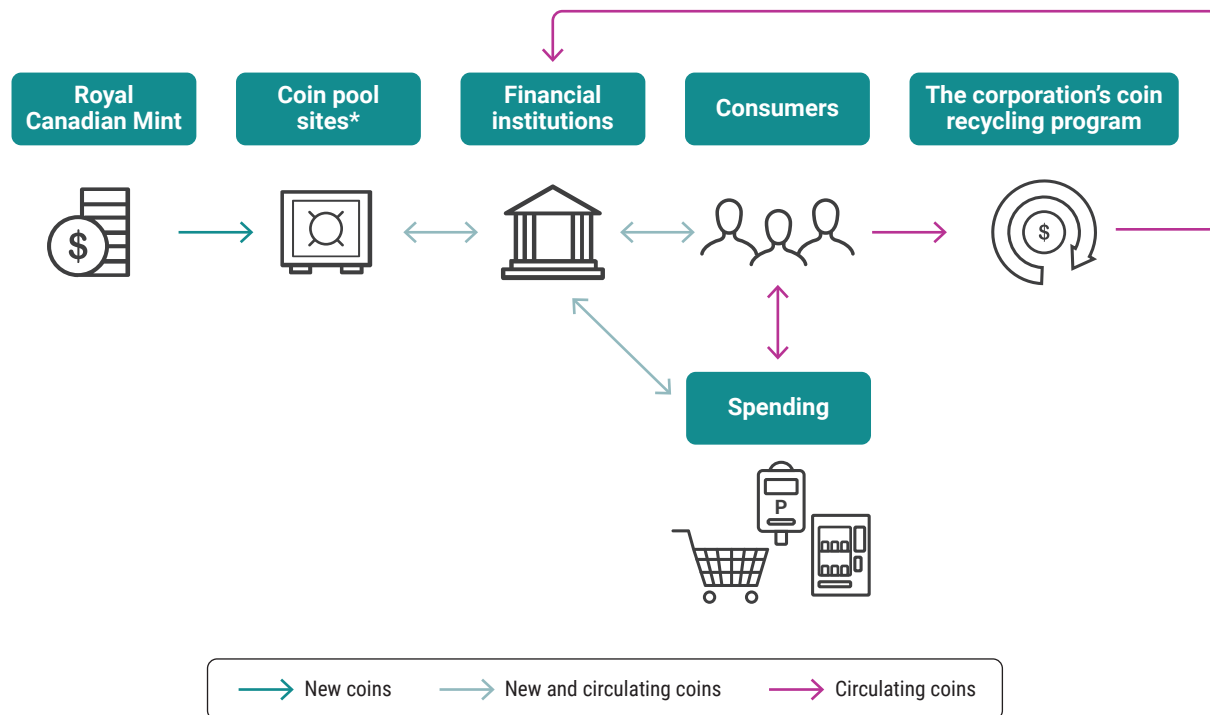 Royal
Canadian Mint
Coin pool
sites*
Financial
institutions
Consumers
The corporation's coin
recycling program
$
$
Spending
P
New coins
New and circulating coins
Circulating coins